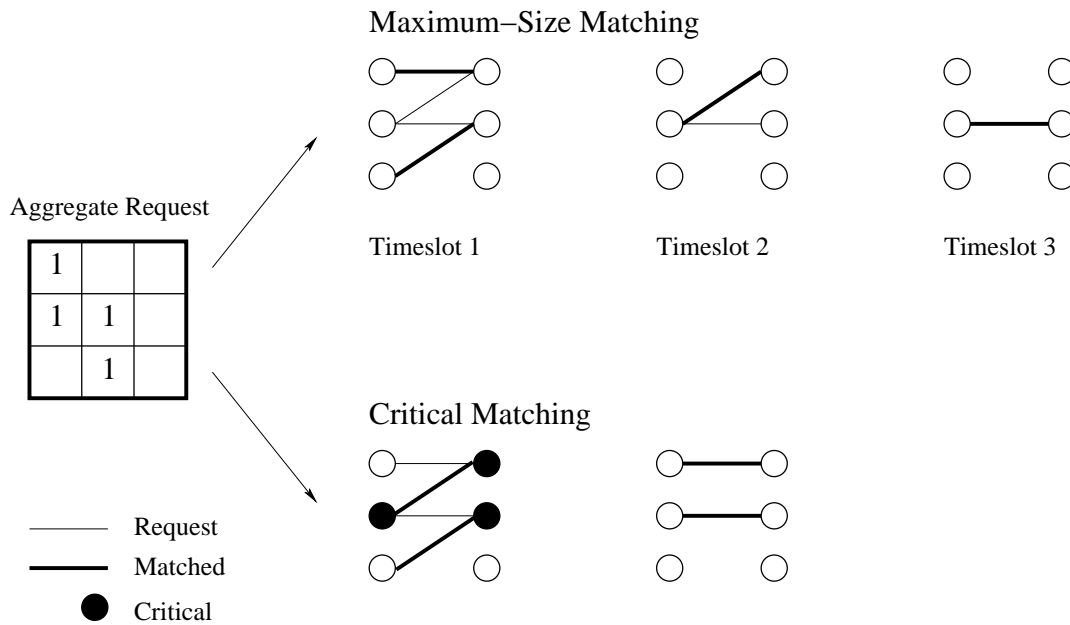 Maximum–Size Matching
Aggregate Request
1
1 1
1
Timeslot 1 Timeslot 2 Timeslot 3
Critical Matching
Request
Matched
Critical